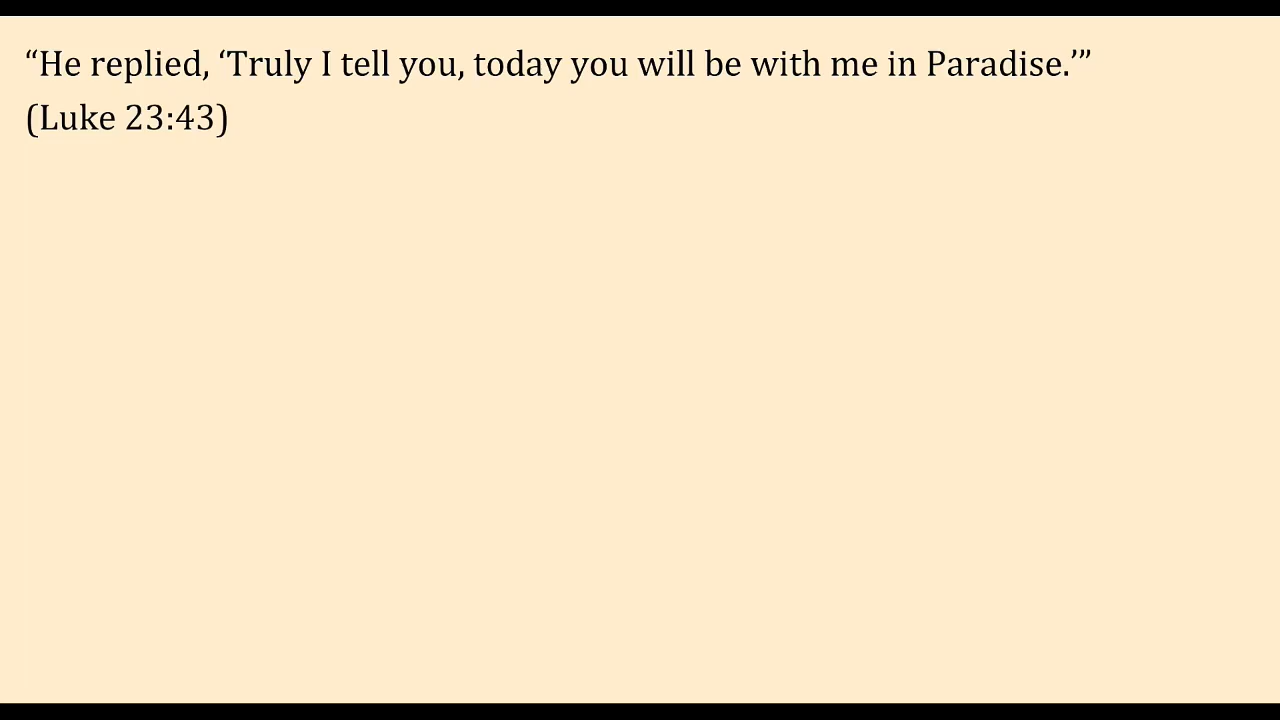 “He replied, ‘Truly I tell you, today you will be with me in Paradise.’”
(Luke 23:43)